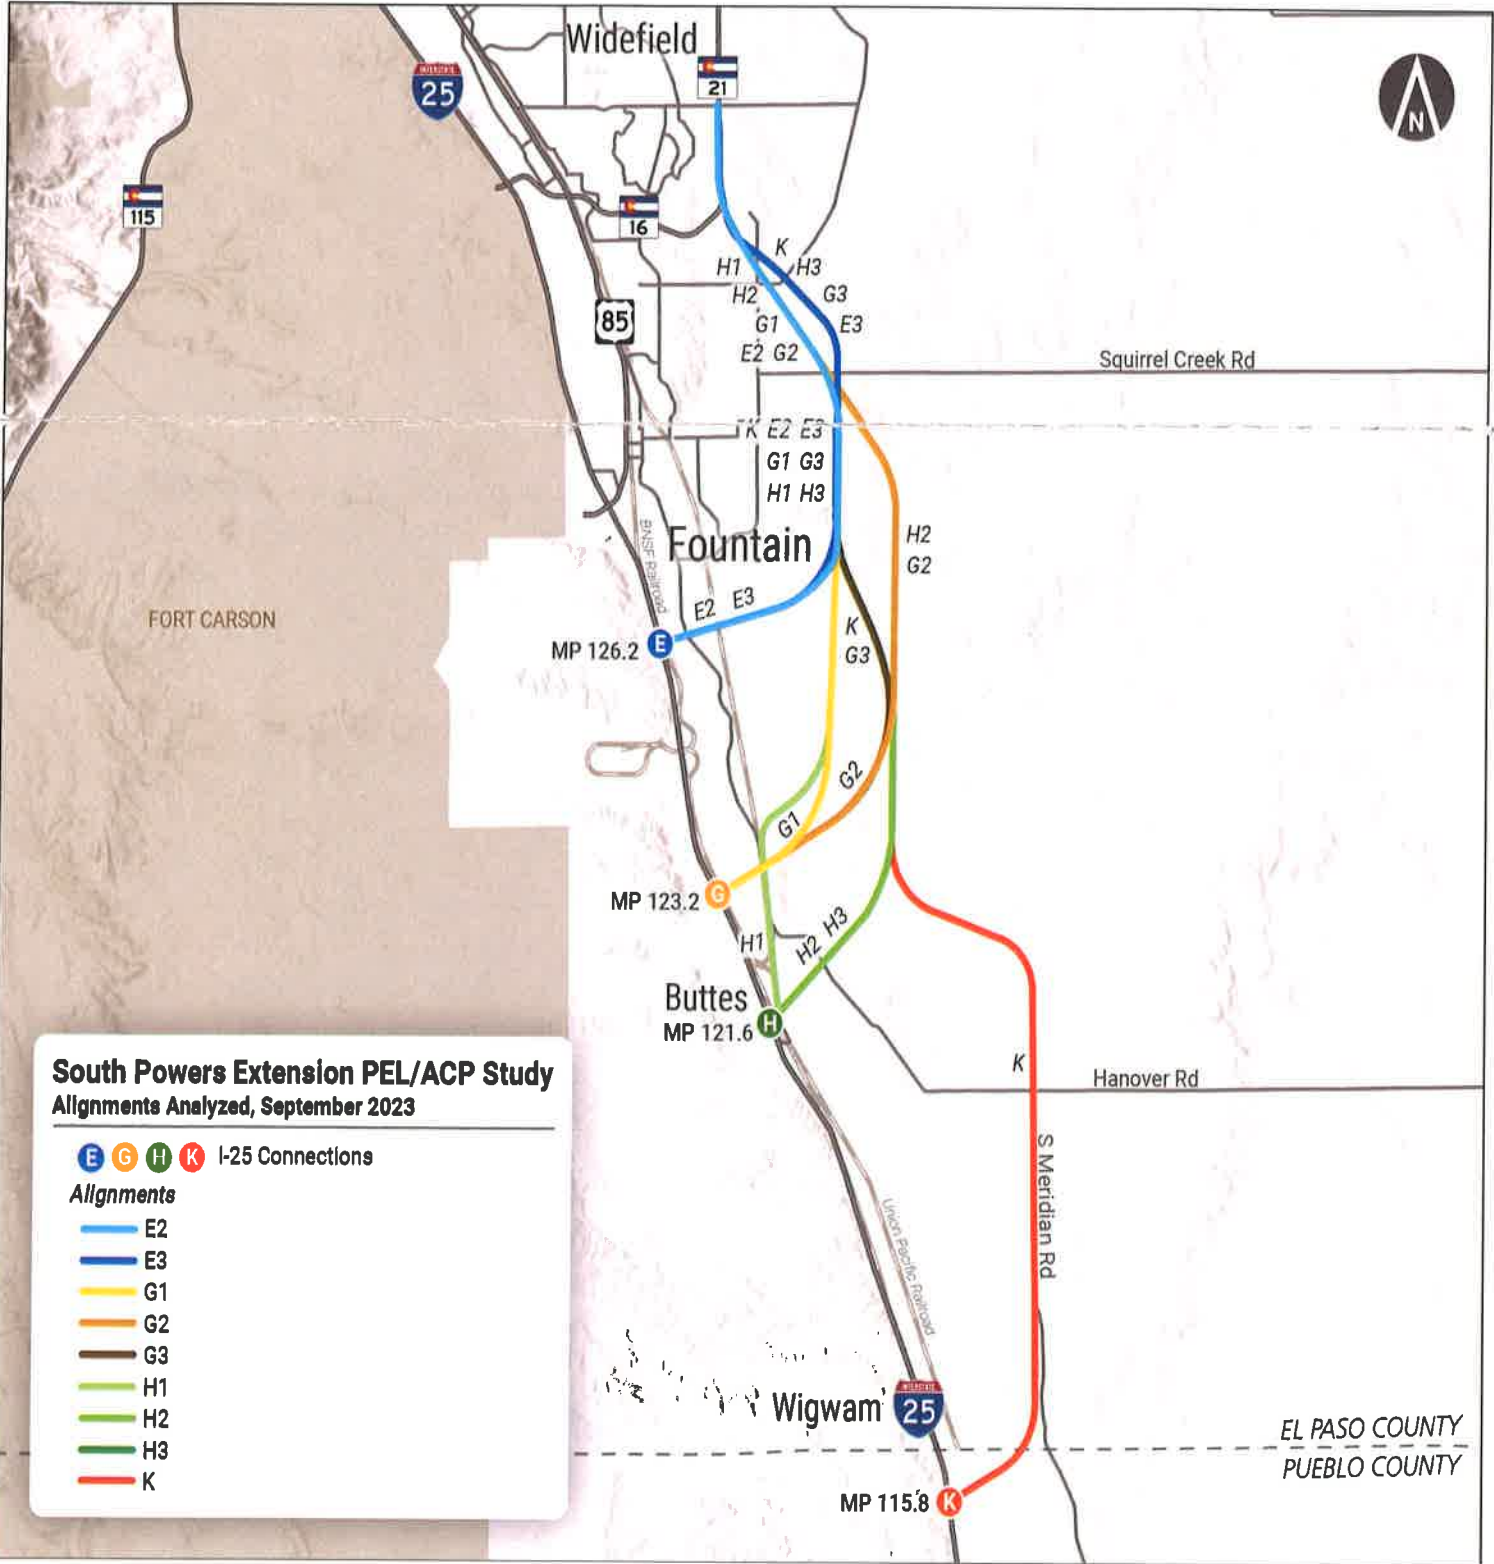 Widefield
INTERSTATE
25
21
115
16
K
H1
H3
H2
G3
G1
E3
E2 G2
85
Squirrel Creek Rd
K E2 E3
G1 G3
H1 H3
Fountain
BNSF Railroad
H2
G2
FORT CARSON
E2 E3
K
G3
MP 126.2
E
G2
G1
MP 123.2
G
H1
H2 H3
Buttes
MP 121.6
H
K
Hanover Rd
S Meridian Rd
Union Pacific Railroad
Wigwam
INTERSTATE
25
EL PASO COUNTY
PUEBLO COUNTY
MP 115.8
K
N
South Powers Extension PEL/ACP Study
Alignments Analyzed, September 2023
E G H K I-25 Connections
Alignments
E2
E3
G1
G2
G3
H1
H2
H3
K